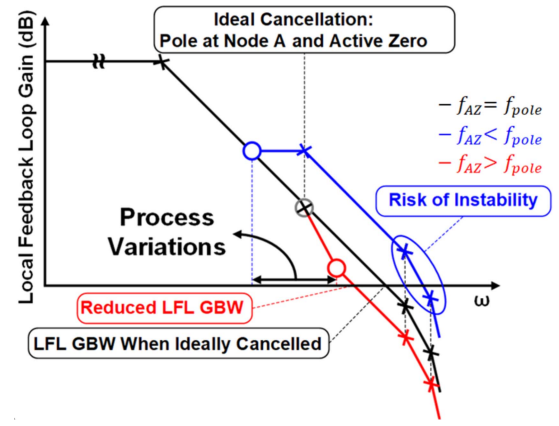 Local Feedback Loop Gain (dB)
Ideal Cancellation:
Pole at Node A and Active Zero
− f_AZ = f_pole
− f_AZ < f_pole
− f_AZ > f_pole
Risk of Instability
Process
Variations
ω
Reduced LFL GBW
LFL GBW When Ideally Cancelled